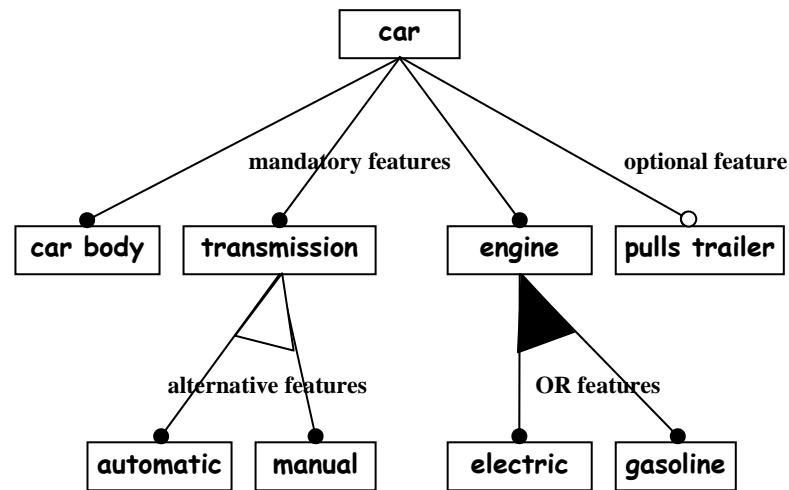 car
mandatory features
optional feature
car body
transmission
engine
pulls trailer
alternative features
OR features
automatic
manual
electric
gasoline